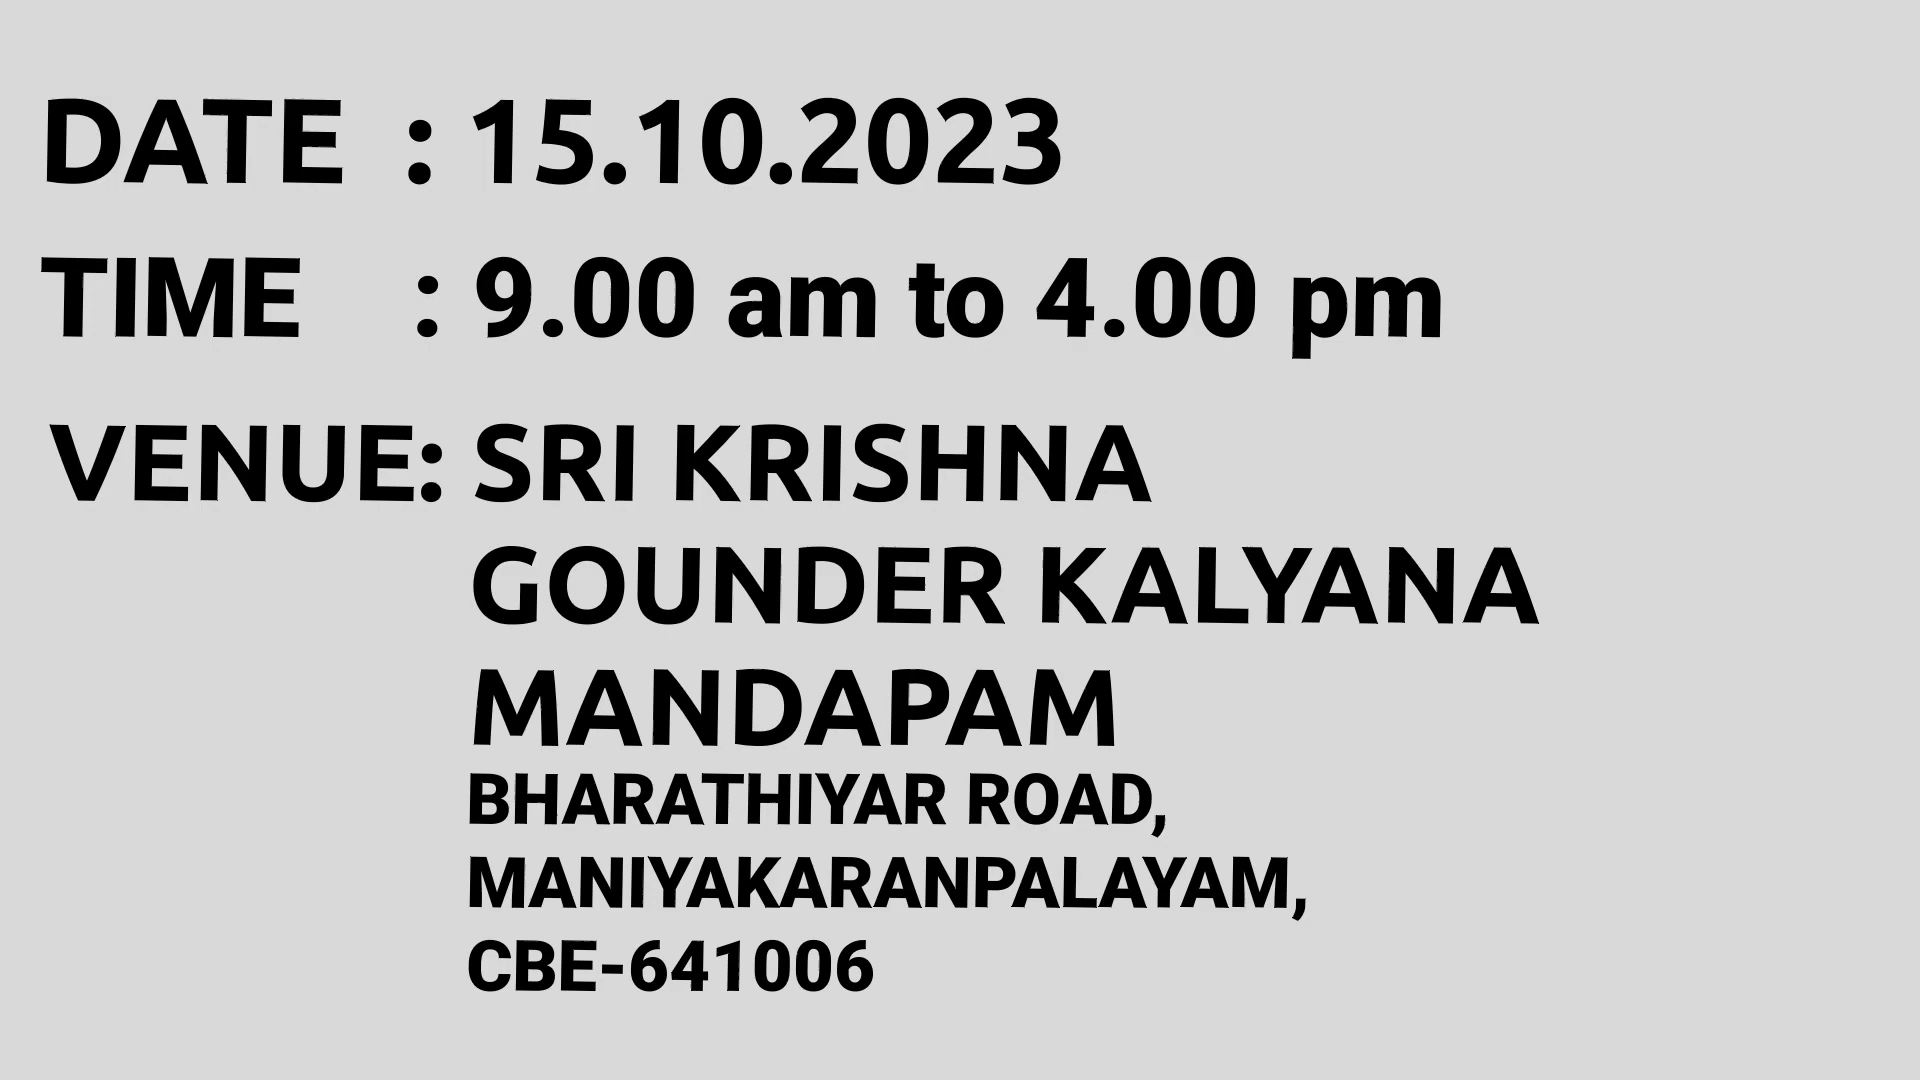 DATE : 15.10.2023
TIME : 9.00 am to 4.00 pm
VENUE: SRI KRISHNA
GOUNDER KALYANA
MANDAPAM
BHARATHIYAR ROAD,
MANIYAKARANPALAYAM,
CBE-641006